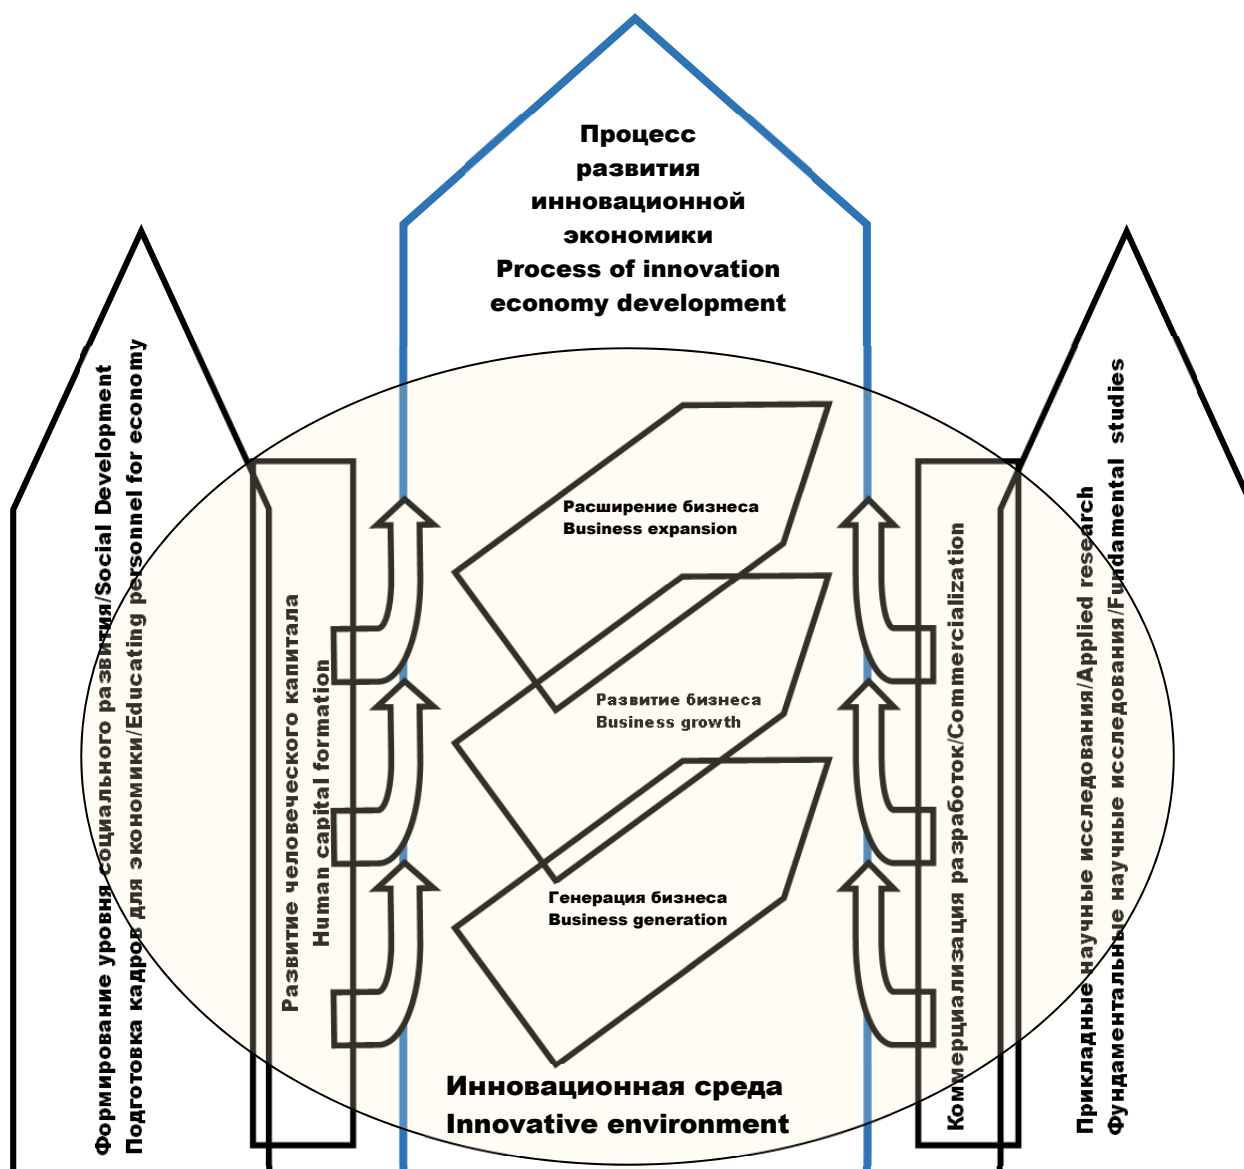 Процесс
развития
инновационной
экономики
Process of innovation
economy development
Формирование уровня социального развития/Social Development
Подготовка кадров для экономики/Educating personnel for economy
Развитие человеческого капитала
Human capital formation
Расширение бизнеса
Business expansion
Развитие бизнеса
Business growth
Генерация бизнеса
Business generation
Коммерциализация разработок/Commercialization
Прикладные научные исследования/Applied research
Фундаментальные научные исследования/Fundamental studies
Инновационная среда
Innovative environment